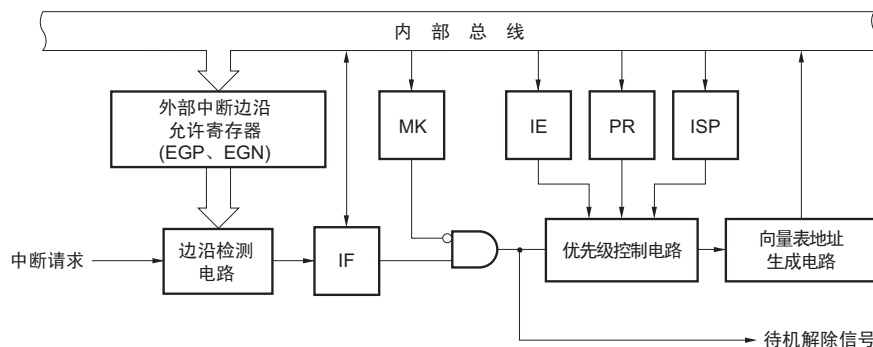 内 部 总 线
外部中断边沿
允许寄存器
(EGP、EGN)
MK
IE
PR
ISP
中断请求
边沿检测
电路
IF
优先级控制电路
向量表地址
生成电路
待机解除信号